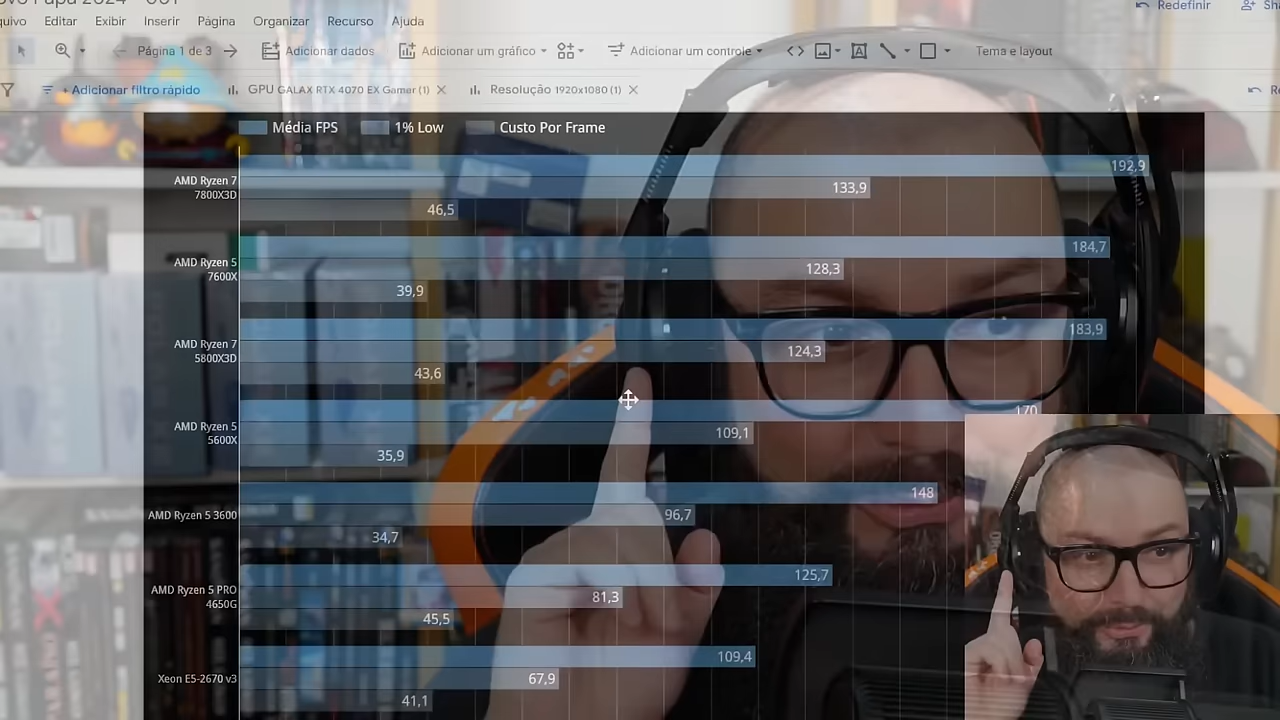 Redefinir
Editar Exibir Inserir Página Organizar Recurso Ajuda
Página 1 de 3 Adicionar dados Adicionar um gráfico Adicionar um controle Tema e layout
+ Adicionar filtro rápido GPU GALAX RTX 4070 EX Gamer (1) Resolução 1920x1080 (1)
Média FPS 1% Low Custo Por Frame
AMD Ryzen 7
7800X3D
192,9
133,9
46,5
AMD Ryzen 5
7600X
184,7
128,3
39,9
AMD Ryzen 7
5800X3D
183,9
124,3
43,6
AMD Ryzen 5
5600X
170
109,1
35,9
AMD Ryzen 5 3600
148
96,7
34,7
AMD Ryzen 5 PRO
4650G
125,7
81,3
45,5
Xeon E5-2670 v3
109,4
67,9
41,1